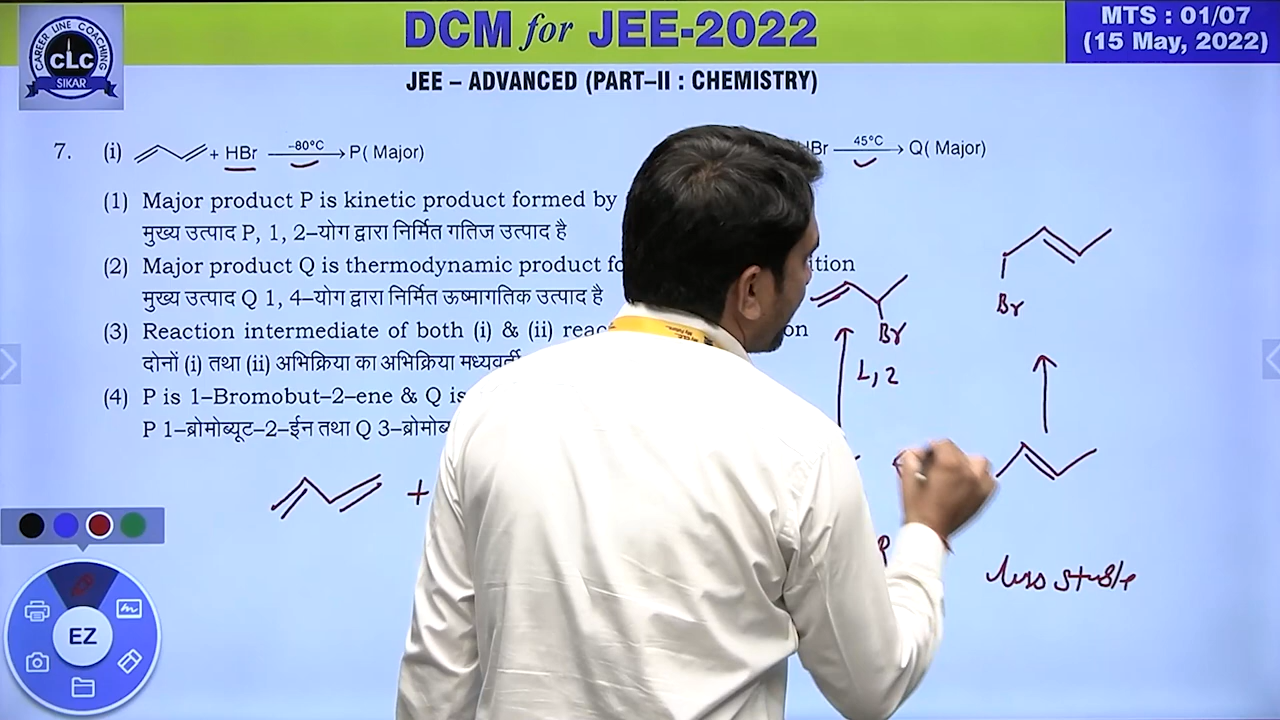 CAREER LINE COACHING
CLC
SIKAR
DCM for JEE-2022
MTS : 01/07
(15 May, 2022)
JEE – ADVANCED (PART–II : CHEMISTRY)
7. (i) + HBr –80°C P( Major) HBr 45°C Q( Major)
(1) Major product P is kinetic product formed by
मुख्य उत्पाद P, 1, 2–योग द्वारा निर्मित गतिज उत्पाद है
(2) Major product Q is thermodynamic product
मुख्य उत्पाद Q 1, 4–योग द्वारा निर्मित ऊष्मागतिक उत्पाद है
(3) Reaction intermediate of both (i) & (ii)
दोनों (i) तथा (ii) अभिक्रिया का अभिक्रिया मध्यवर्ती
(4) P is 1–Bromobut–2–ene & Q is
P 1–ब्रोमोब्यूट–2–ईन तथा Q
Br
Br
1,2
+
less stable
EZ